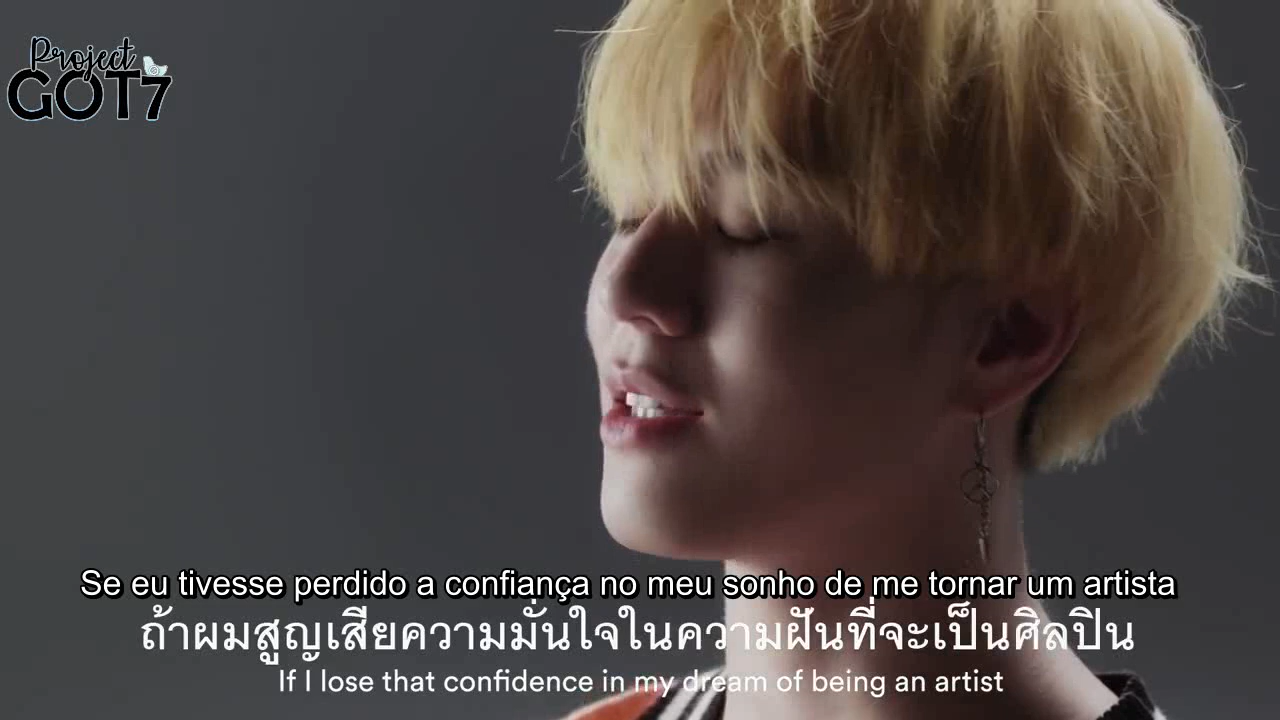 Project
GOT7
Se eu tivesse perdido a confiança no meu sonho de me tornar um artista
ถ้าผมสูญเสียความมั่นใจในความฝันที่จะเป็นศิลปิน
If I lose that confidence in my dream of being an artist